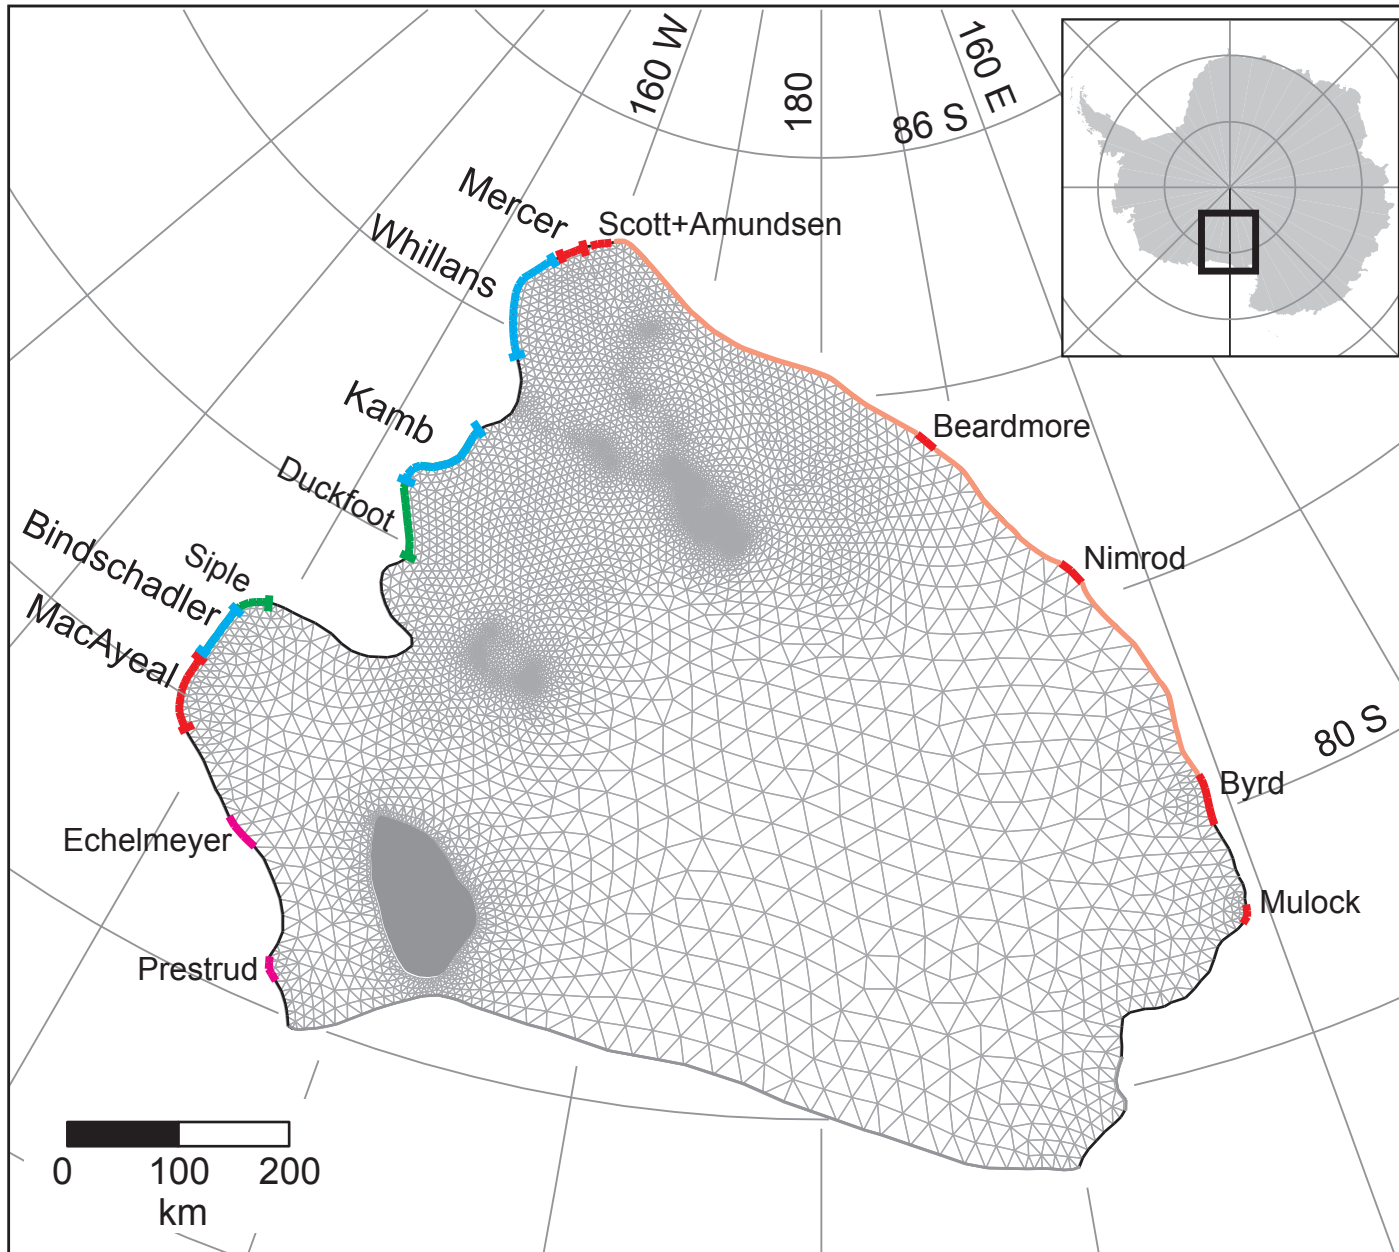 160 W
180
160 E
86 S
Mercer
Scott+Amundsen
Whillans
Kamb
Beardmore
Duckfoot
Bindschadler
Siple
Nimrod
MacAyeal
80 S
Byrd
Echelmeyer
Mulock
Prestrud
0 100 200
km